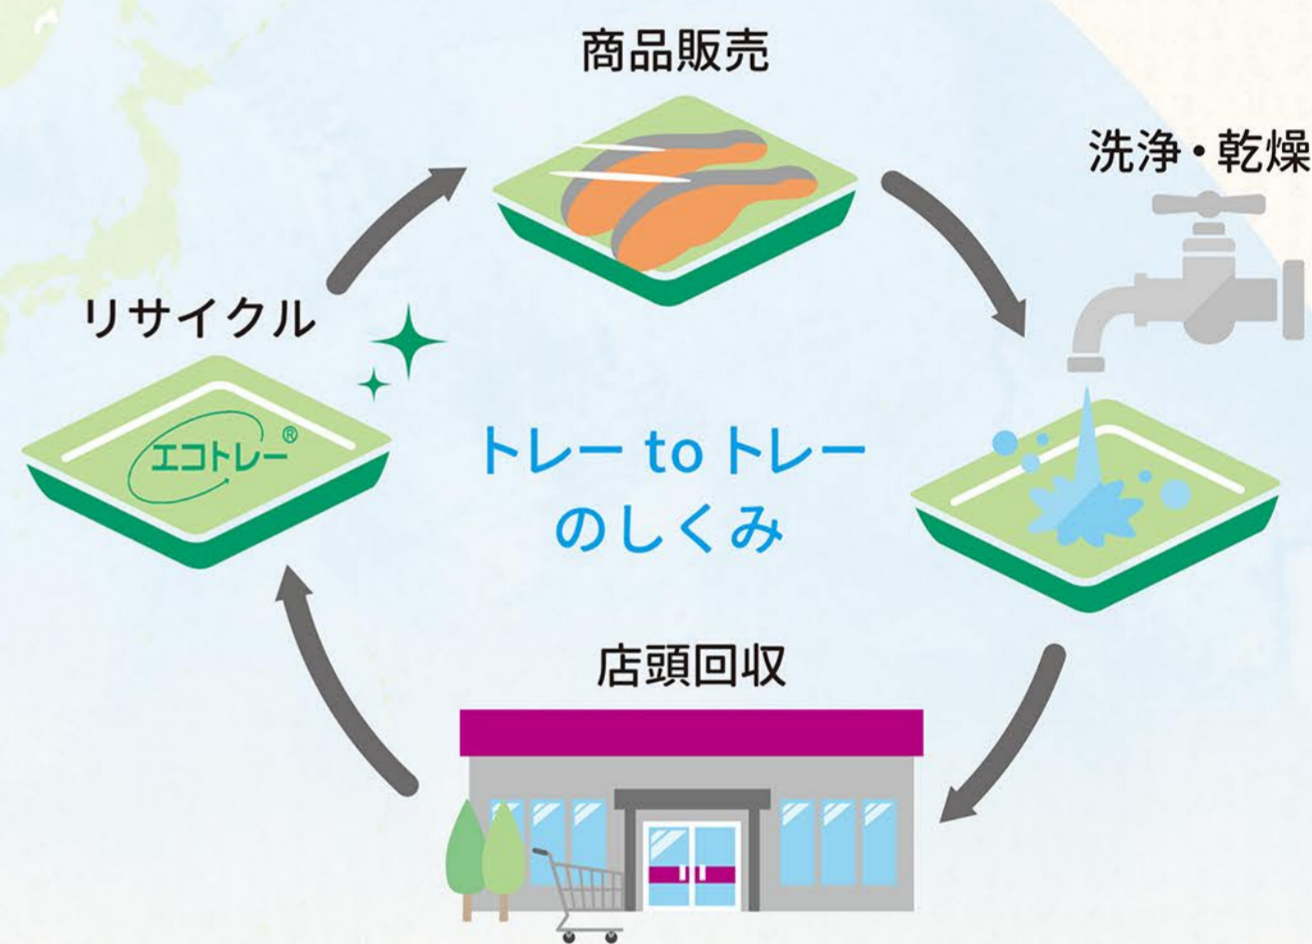 商品販売
洗浄・乾燥
リサイクル
エコトレー®
トレー to トレー
のしくみ
店頭回収